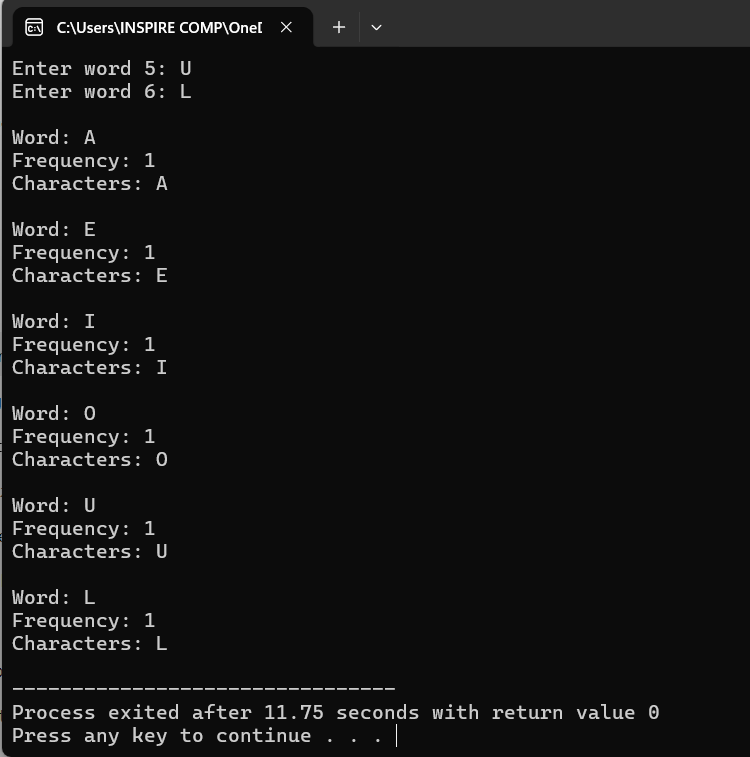 C:\Users\INSPIRE COMP\OneD
Enter word 5: U
Enter word 6: L
Word: A
Frequency: 1
Characters: A
Word: E
Frequency: 1
Characters: E
Word: I
Frequency: 1
Characters: I
Word: O
Frequency: 1
Characters: O
Word: U
Frequency: 1
Characters: U
Word: L
Frequency: 1
Characters: L
--------------------------------
Process exited after 11.75 seconds with return value 0
Press any key to continue . . .